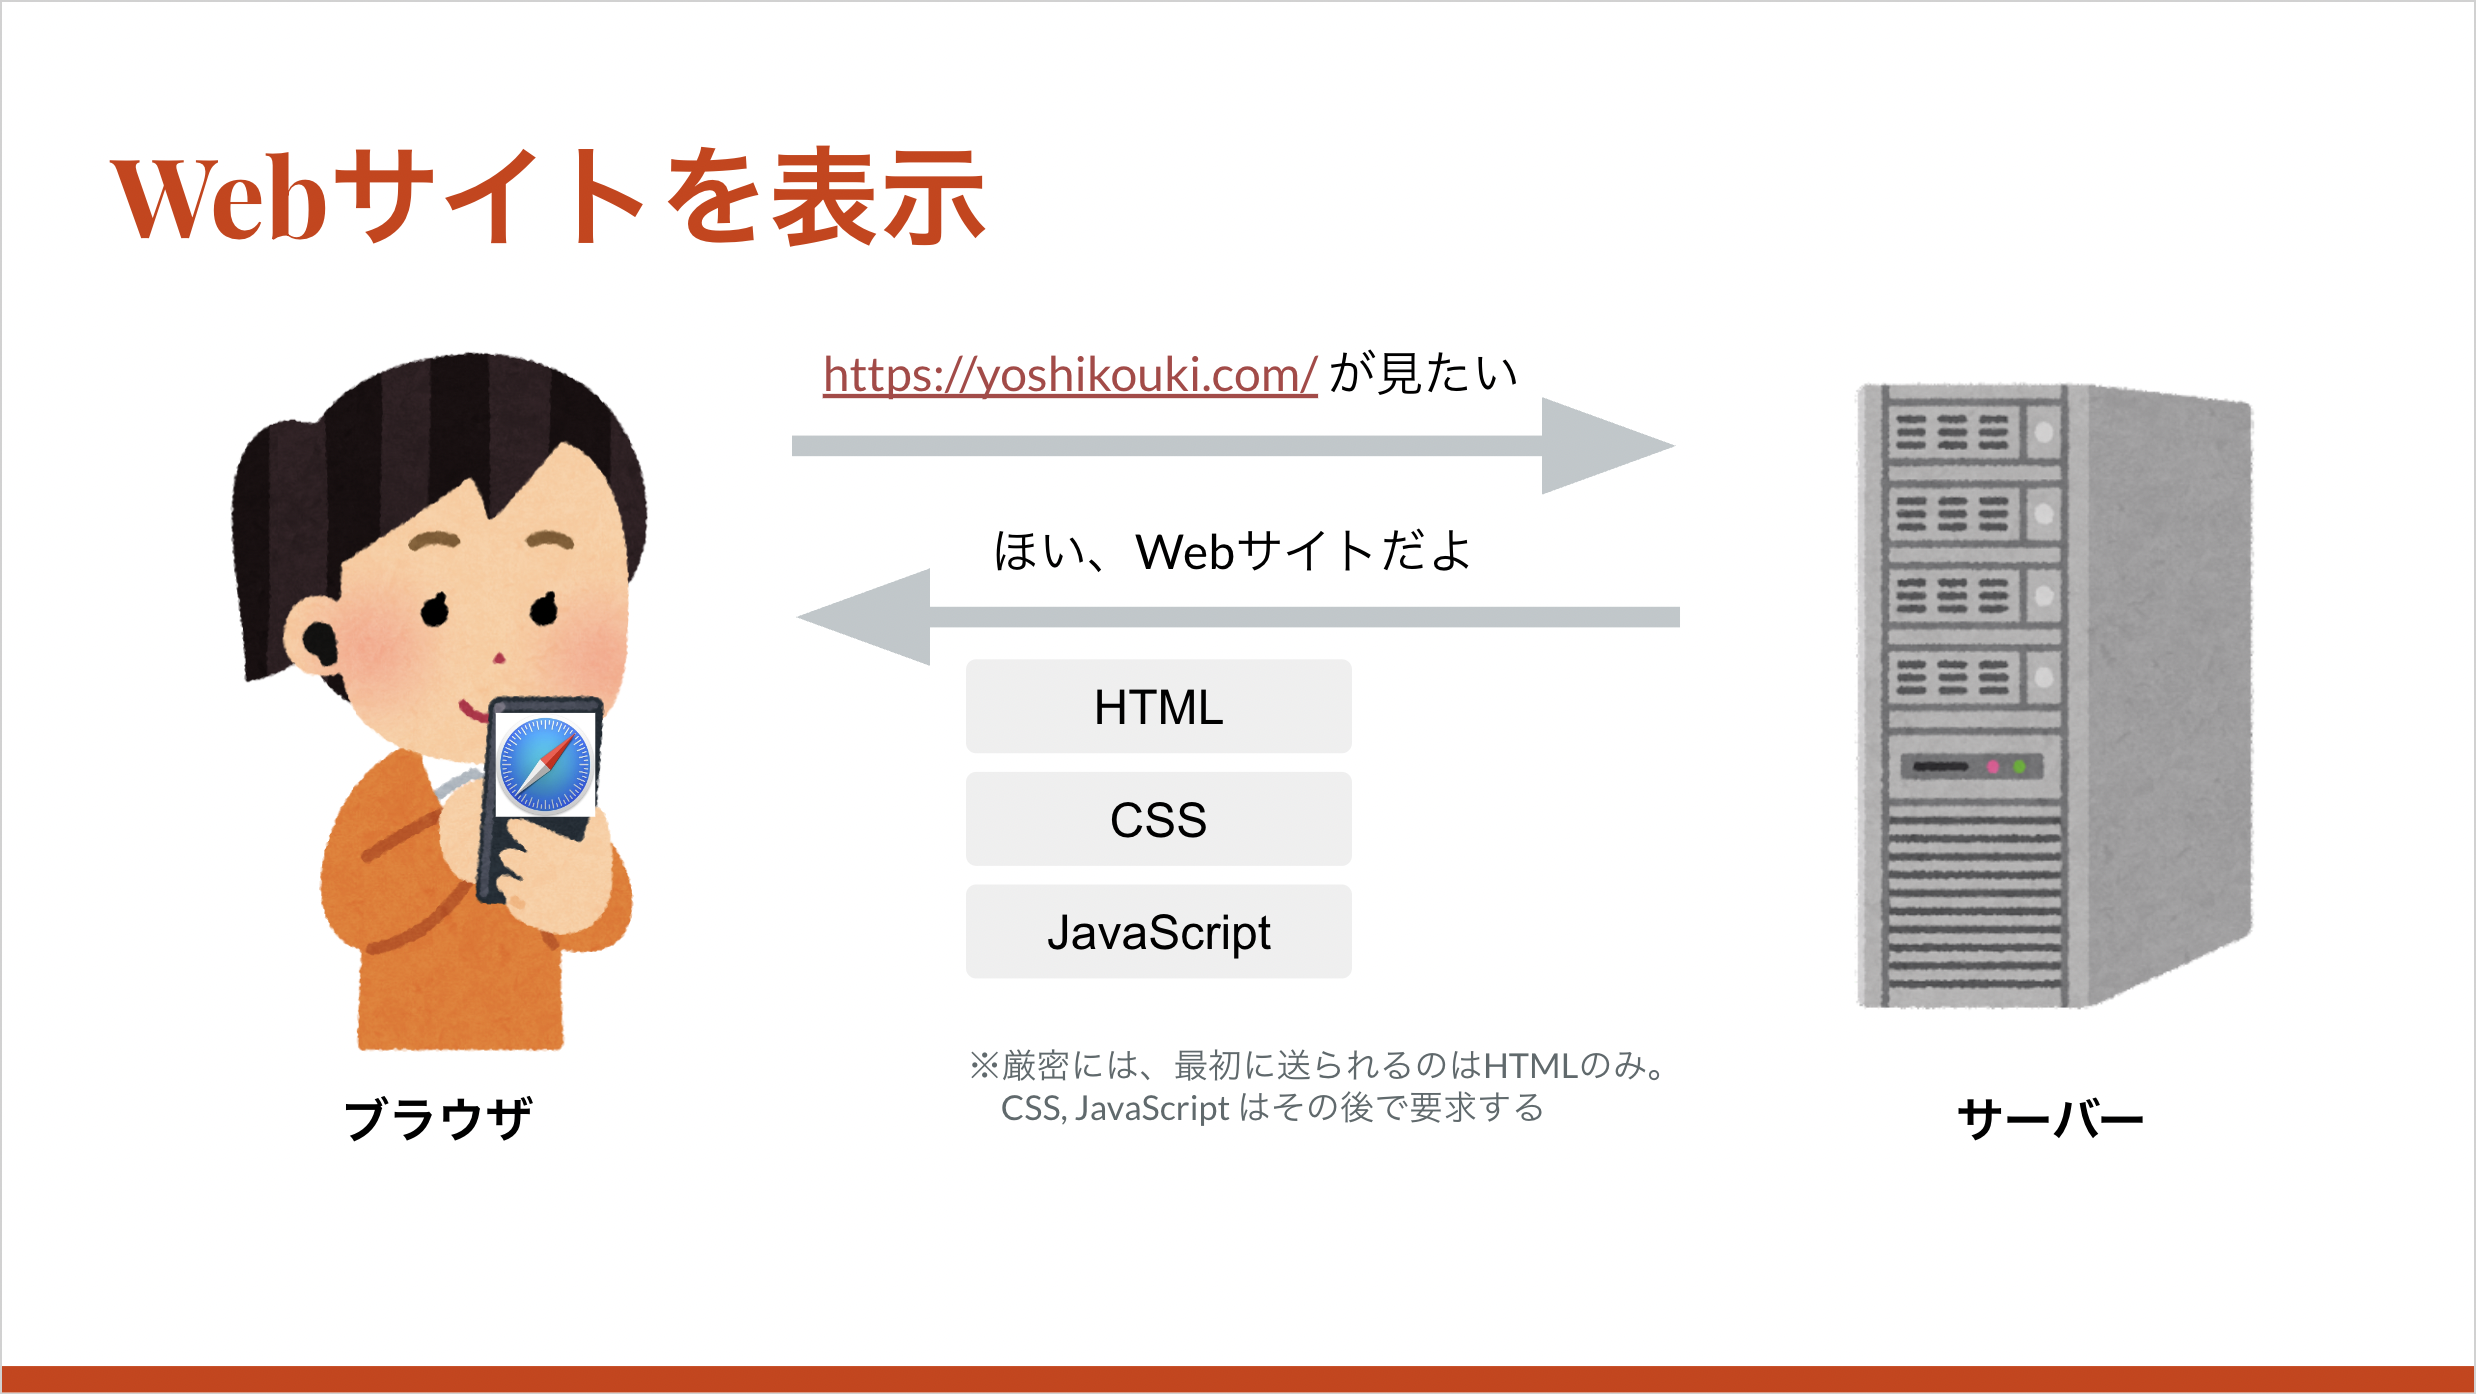 Webサイトを表示
https://yoshikouki.com/ が見たい
ほい、Webサイトだよ
HTML
CSS
JavaScript
※厳密には、最初に送られるのはHTMLのみ。
CSS, JavaScript はその後で要求する
ブラウザ
サーバー